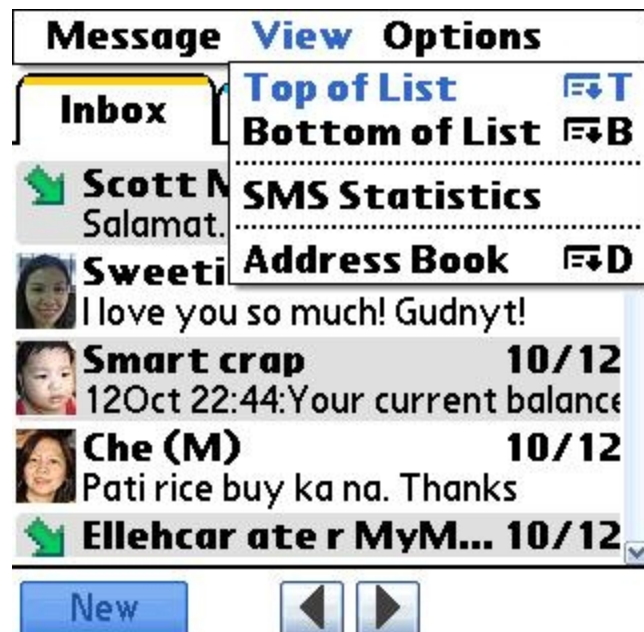 Message View Options
Top of List T
Bottom of List B
SMS Statistics
Address Book D
Inbox
Scott
Salamat.
Sweeti
I love you so much! Gudnyt!
Smart crap 10/12
12Oct 22:44:Your current balance
Che (M) 10/12
Pati rice buy ka na. Thanks
Ellehcar ate r MyM... 10/12
New